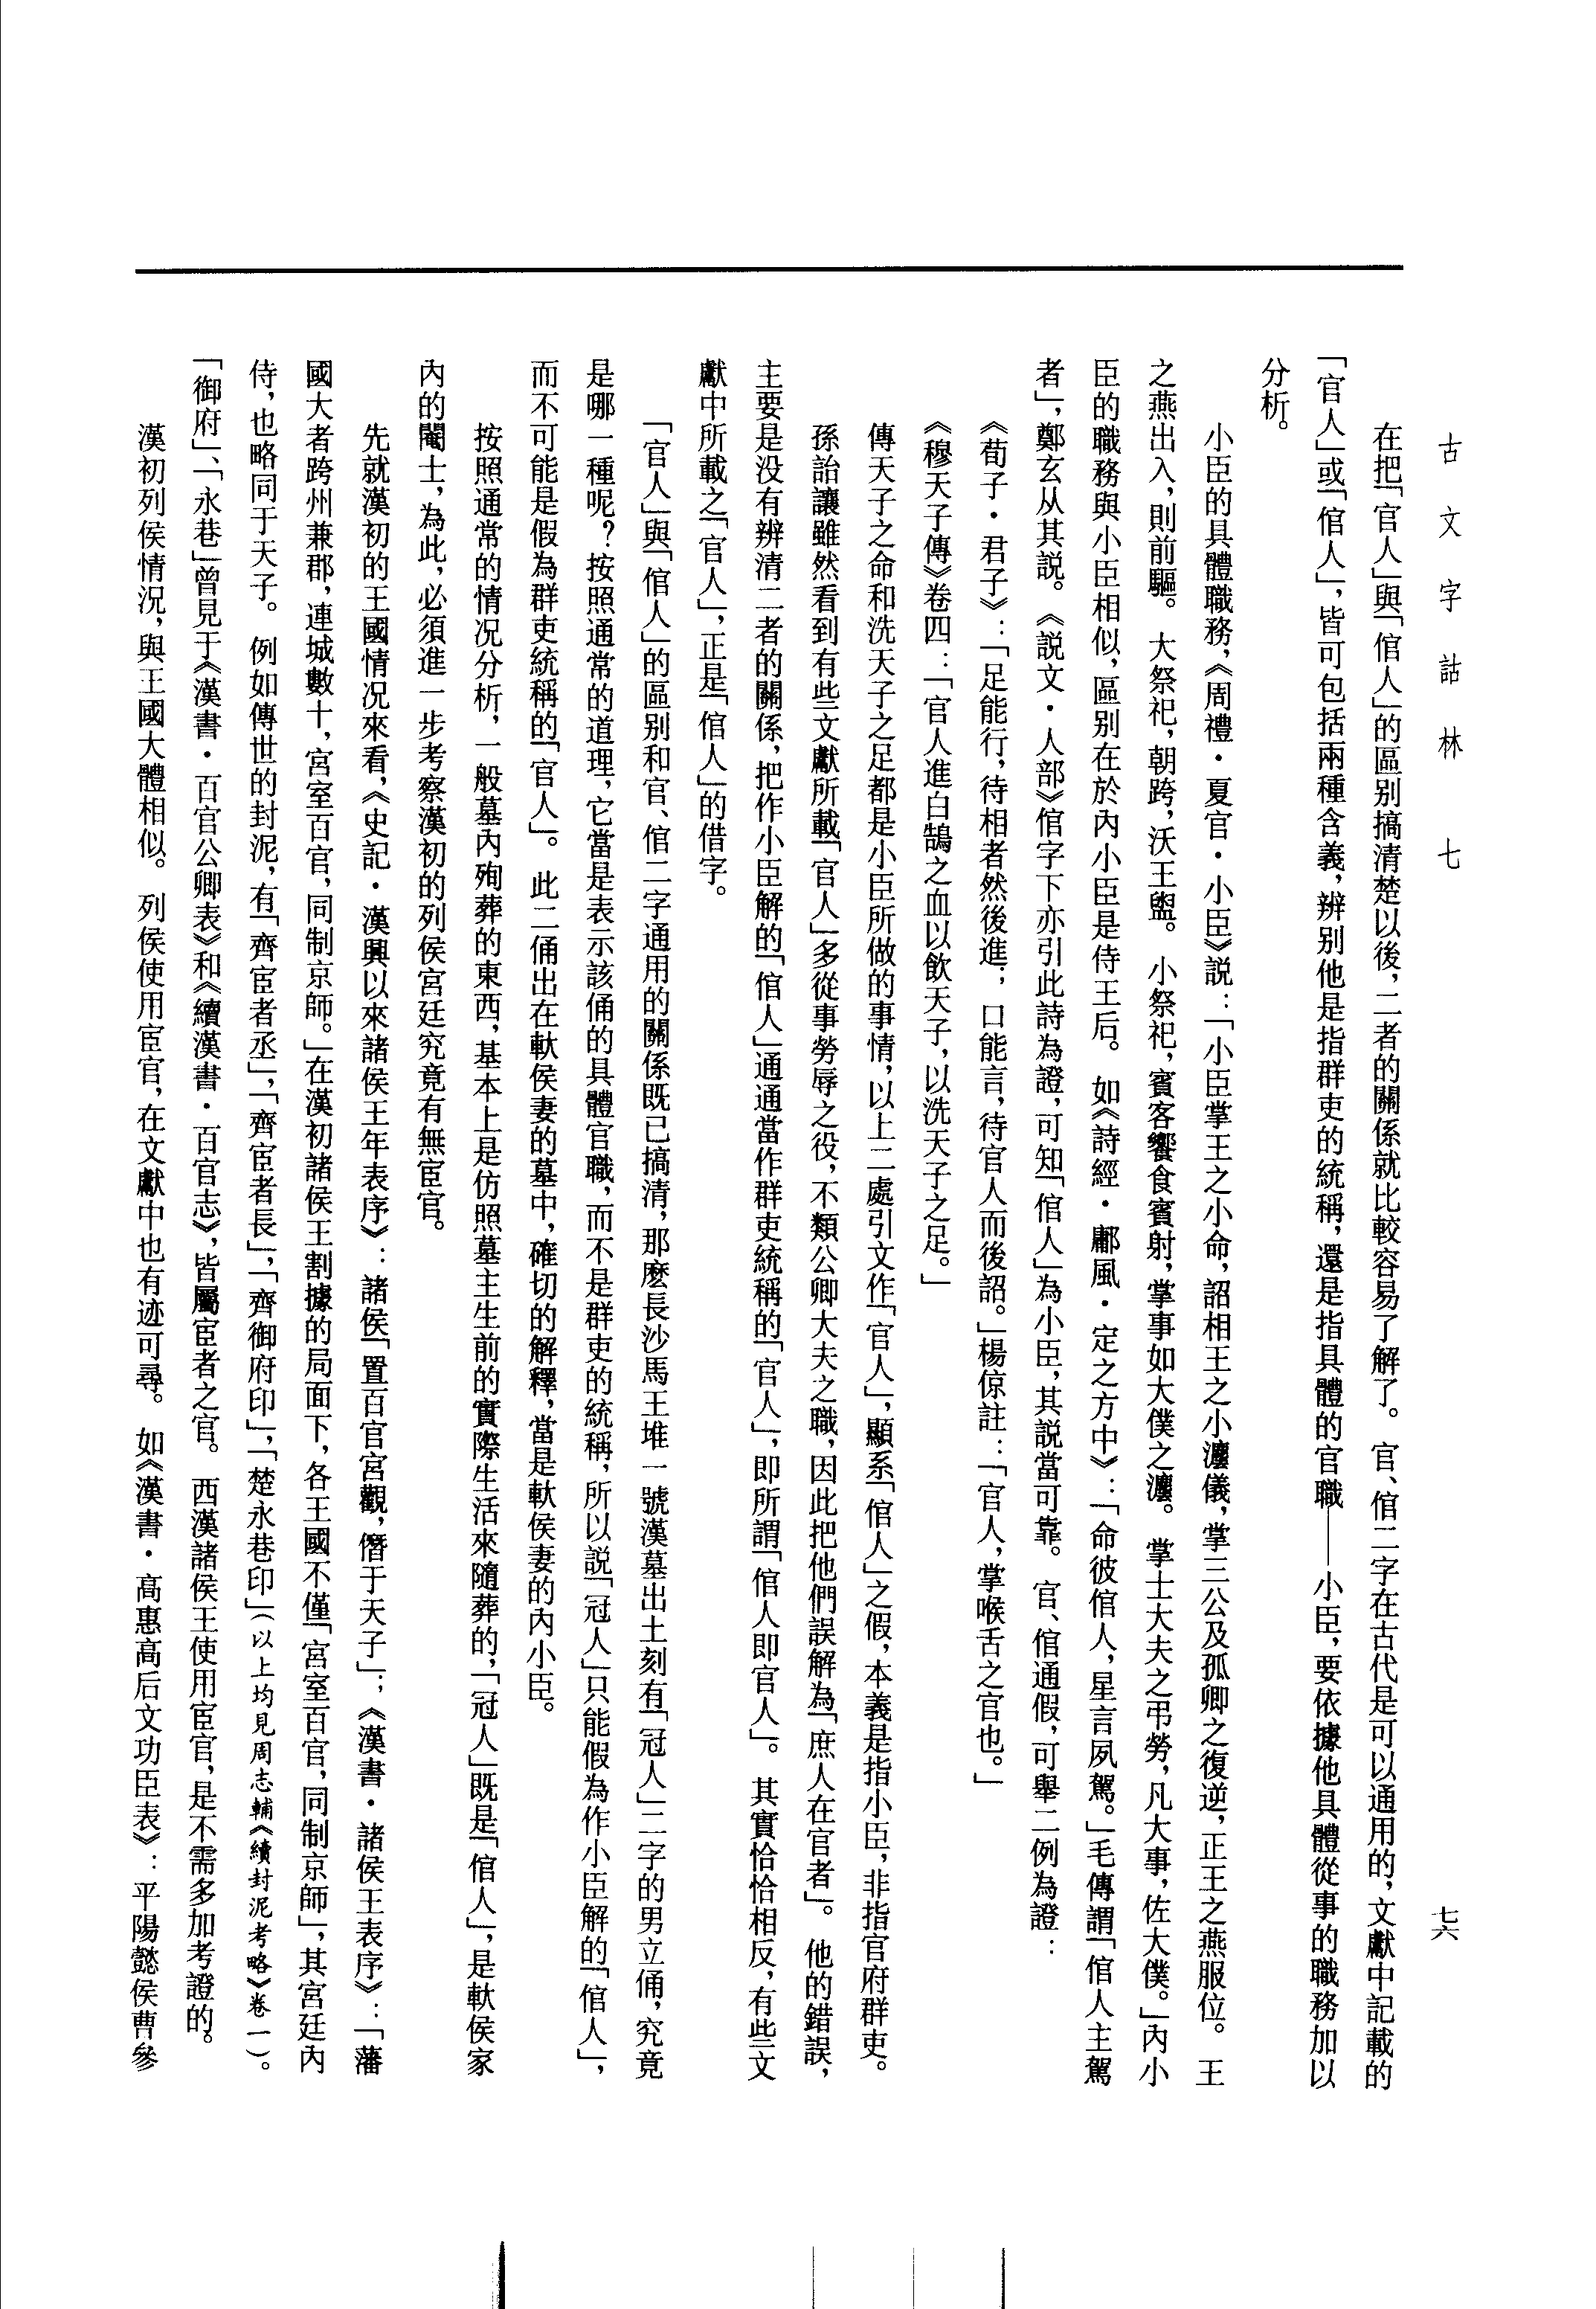 古文字詁林　七
七六
在把「官人」與「倌人」的區别搞清楚以後，二者的關係就比較容易了解了。官、倌二字在古代是可以通用的，文獻中記載的
「官人」或「倌人」，皆可包括兩種含義，辨别他是指群吏的統稱，還是指具體的官職——小臣，要依據他具體從事的職務加以
分析。
小臣的具體職務，《周禮·夏官·小臣》説：「小臣掌王之小命，詔相王之小灋儀，掌三公及孤卿之復逆，正王之燕服位。王
之燕出入，則前驅。大祭祀，朝跨，沃王盥。小祭祀，賓客饗食賓射，掌事如大僕之灋。掌士大夫之弔勞，凡大事，佐大僕。」内小
臣的職務與小臣相似，區别在於内小臣是侍王后。如《詩經·鄘風·定之方中》：「命彼倌人，星言夙駕。」毛傳謂「倌人主駕
者」，鄭玄从其説。《説文·人部》倌字下亦引此詩為證，可知「倌人」為小臣，其説當可靠。官、倌通假，可舉二例為證：
《荀子·君子》：「足能行，待相者然後進；口能言，待官人而後詔。」楊倞註：「官人，掌喉舌之官也。」
《穆天子傳》卷四：「官人進白鵠之血以飲天子，以洗天子之足。」
傳天子之命和洗天子之足都是小臣所做的事情，以上二處引文作「官人」，顯系「倌人」之假，本義是指小臣，非指官府群吏。
孫詒讓雖然看到有些文獻所載「官人」多從事勞辱之役，不類公卿大夫之職，因此把他們誤解為「庶人在官者」。他的錯誤，
主要是没有辨清二者的關係，把作小臣解的「倌人」通通當作群吏統稱的「官人」，即所謂「倌人即官人」。其實恰恰相反，有些文
獻中所載之「官人」，正是「倌人」的借字。
「官人」與「倌人」的區别和官、倌二字通用的關係既已搞清，那麽長沙馬王堆一號漢墓出土刻有「冠人」二字的男立俑，究竟
是哪一種呢？按照通常的道理，它當是表示該俑的具體官職，而不是群吏的統稱，所以説「冠人」只能假為作小臣解的「倌人」，
而不可能是假為群吏統稱的「官人」。此二俑出在軑侯妻的墓中，確切的解釋，當是軑侯妻的内小臣。
按照通常的情况分析，一般墓内殉葬的東西，基本上是仿照墓主生前的實際生活來隨葬的，「冠人」既是「倌人」，是軑侯家
内的閹士，為此，必須進一步考察漢初的列侯宫廷究竟有無宦官。
先就漢初的王國情况來看，《史記·漢興以來諸侯王年表序》：諸侯「置百官宫觀，僭于天子」；《漢書·諸侯王表序》：「藩
國大者跨州兼郡，連城數十，宫室百官，同制京師。」在漢初諸侯王割據的局面下，各王國不僅「宫室百官，同制京師」，其宫廷内
侍，也略同于天子。例如傳世的封泥，有「齊宦者丞」，「齊宦者長」，「齊御府印」，「楚永巷印」（以上均見周志輔《續封泥考略》卷一）。
「御府」、「永巷」曾見于《漢書·百官公卿表》和《續漢書·百官志》，皆屬宦者之官。西漢諸侯王使用宦官，是不需多加考證的。
漢初列侯情况，與王國大體相似。列侯使用宦官，在文獻中也有迹可尋。如《漢書·高惠高后文功臣表》：平陽懿侯曹參